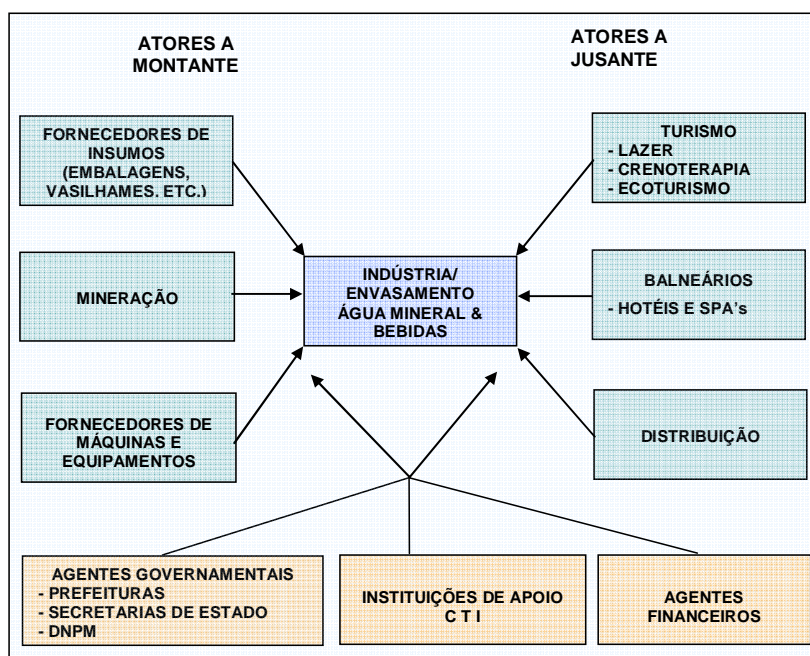 ATORES A
MONTANTE
ATORES A
JUSANTE
FORNECEDORES DE
INSUMOS
(EMBALAGENS,
VASILHAMES. ETC.)
TURISMO
- LAZER
- CRENOTERAPIA
- ECOTURISMO
MINERAÇÃO
INDÚSTRIA/
ENVASAMENTO
ÁGUA MINERAL &
BEBIDAS
BALNEÁRIOS
- HOTÉIS E SPA's
FORNECEDORES DE
MÁQUINAS E
EQUIPAMENTOS
DISTRIBUIÇÃO
AGENTES GOVERNAMENTAIS
- PREFEITURAS
- SECRETARIAS DE ESTADO
- DNPM
INSTITUIÇÕES DE APOIO
C T I
AGENTES
FINANCEIROS